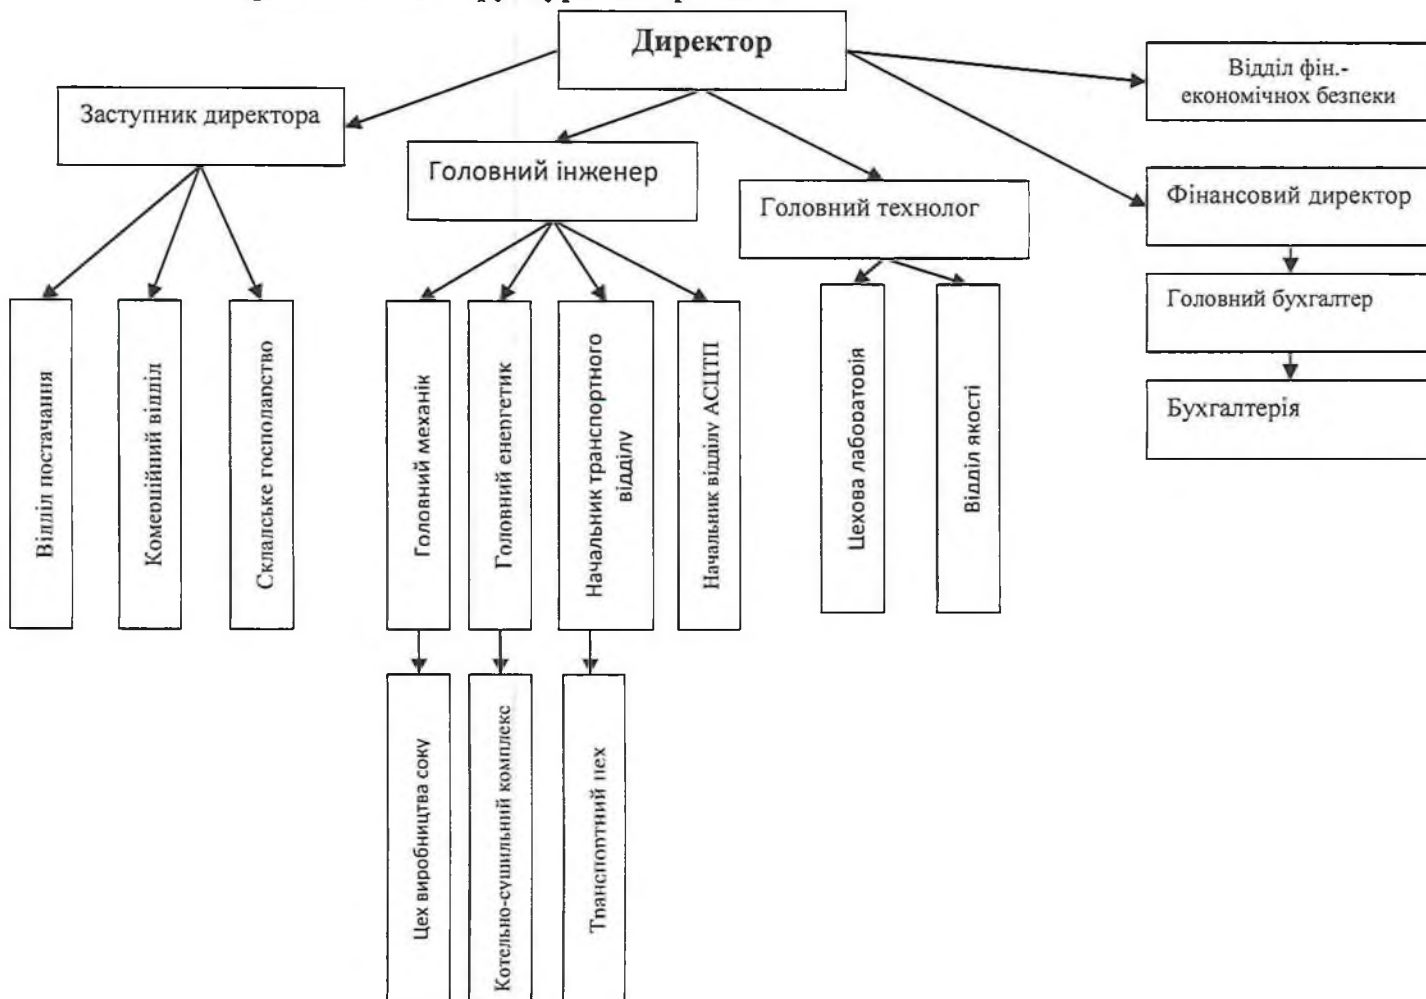 Директор
Відділ фін.-
економічнох безпеки
Заступник директора
Головний інженер
Головний технолог
Фінансовий директор
Головний бухгалтер
Бухгалтерія
Відділ постачання
Комерційний відділ
Складське господарство
Головний механік
Головний енергетик
Начальник транспортного
відділу
Начальник відділу АСЦТП
Цехова лабораторія
Відділ якості
Цех виробництва соку
Котельно-сушильний комплекс
Транспортний цех